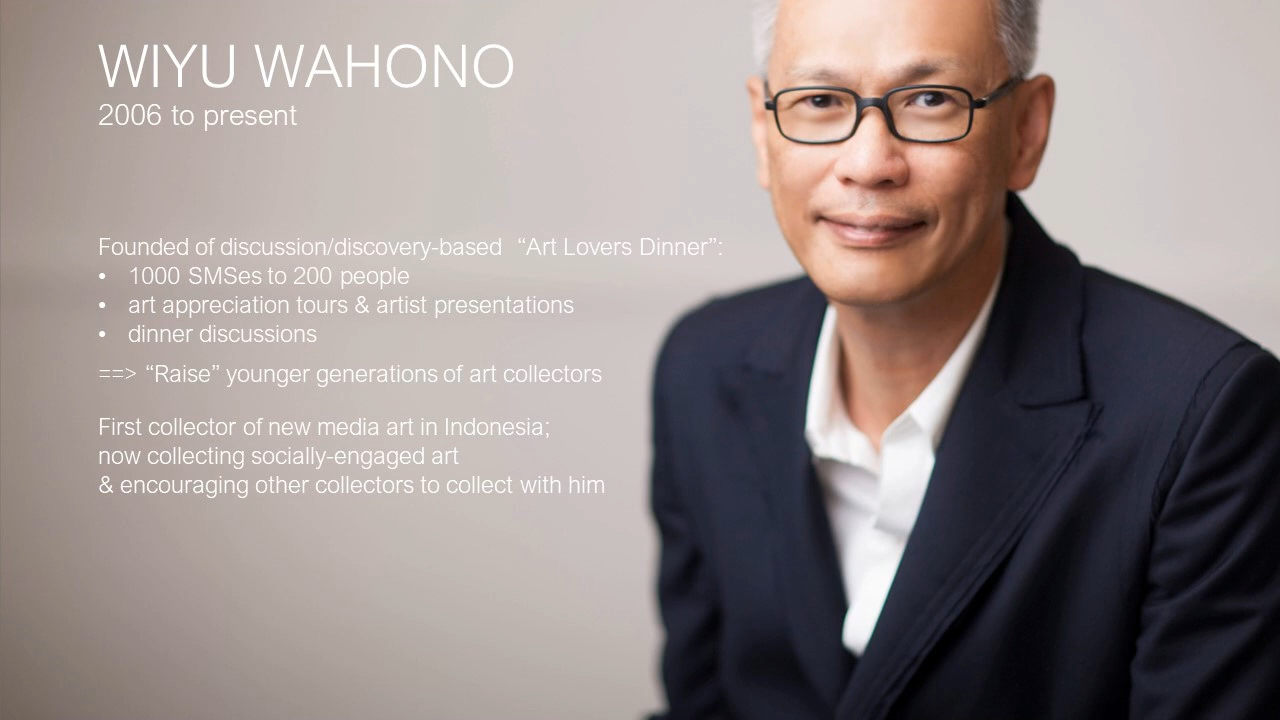 WIYU WAHONO
2006 to present
Founded of discussion/discovery-based “Art Lovers Dinner”:
• 1000 SMSes to 200 people
• art appreciation tours & artist presentations
• dinner discussions
==> “Raise” younger generations of art collectors
First collector of new media art in Indonesia;
now collecting socially-engaged art
& encouraging other collectors to collect with him